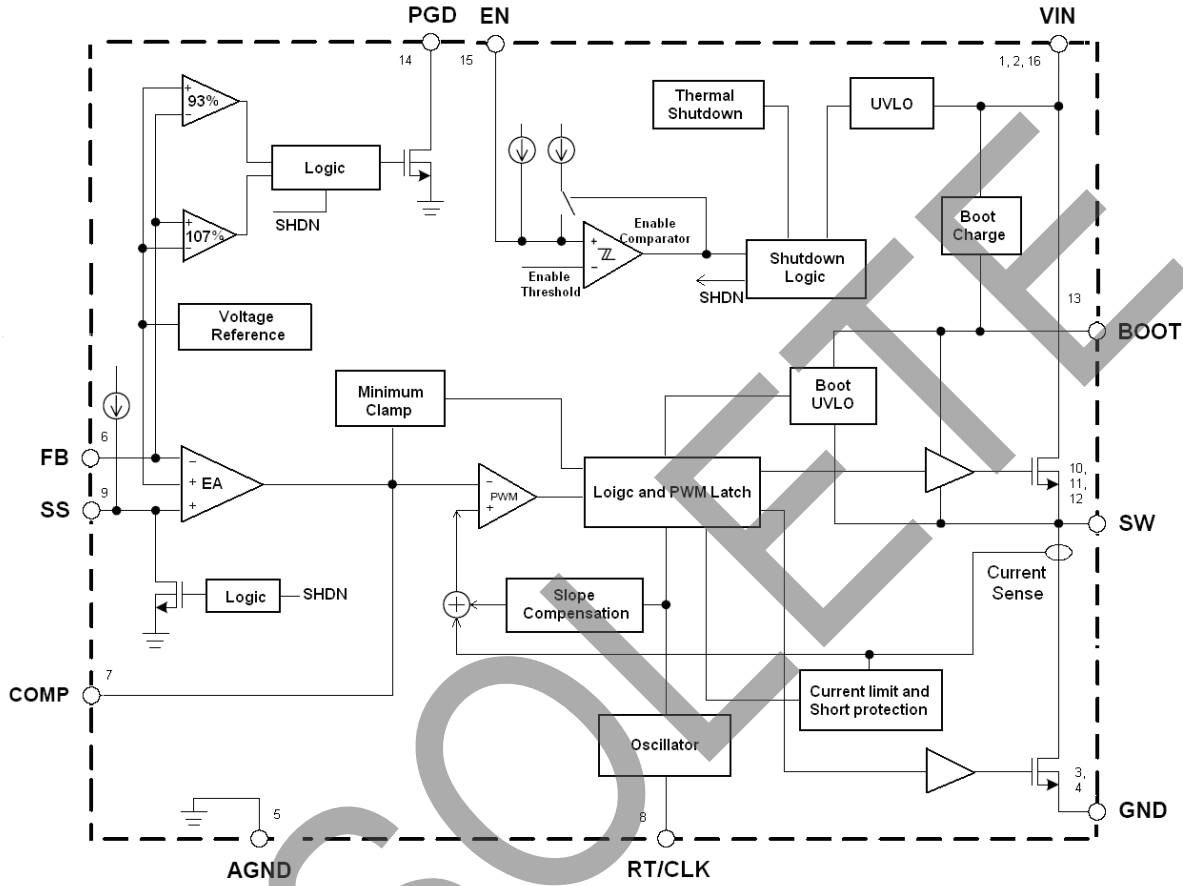 PGD
EN
VIN
14
15
1, 2, 16
+
93%
−
Thermal
Shutdown
UVLO
Logic
SHDN
+
107%
−
Enable
Comparator
+
−
Enable
Threshold
Shutdown
Logic
SHDN
Boot
Charge
13
BOOT
Voltage
Reference
Minimum
Clamp
Boot
UVLO
6
FB
9
SS
−
+
EA
+
−
PWM
+
Loigc and PWM Latch
10,
11,
12
SW
Current
Sense
Logic
SHDN
+
Slope
Compensation
7
COMP
Current limit and
Short protection
Oscillator
3,
4
GND
5
AGND
8
RT/CLK
OBSOLETE